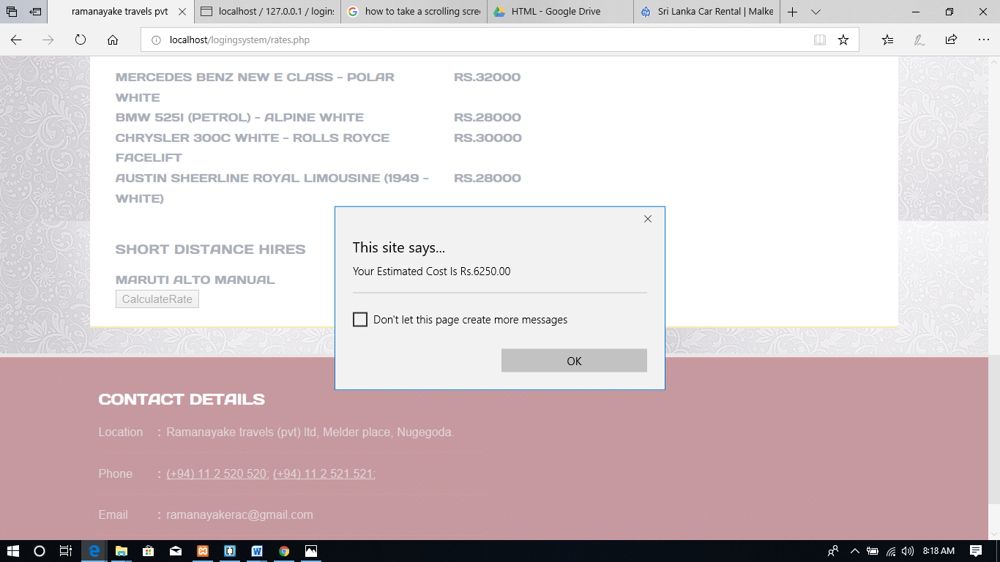 ramanayake travels pvt
localhost / 127.0.0.1 / logins
how to take a scrolling scree
HTML - Google Drive
Sri Lanka Car Rental | Malke
localhost/logingsystem/rates.php
MERCEDES BENZ NEW E CLASS - POLAR RS.32000
WHITE
BMW 525I (PETROL) - ALPINE WHITE RS.28000
CHRYSLER 300C WHITE - ROLLS ROYCE RS.30000
FACELIFT
AUSTIN SHEERLINE ROYAL LIMOUSINE (1949 - RS.28000
WHITE)
SHORT DISTANCE HIRES
MARUTI ALTO MANUAL
CalculateRate
This site says...
Your Estimated Cost Is Rs.6250.00
Don't let this page create more messages
OK
CONTACT DETAILS
Location : Ramanayake travels (pvt) ltd, Melder place, Nugegoda.
Phone : (+94) 11 2 520 520; (+94) 11 2 521 521;
Email : ramanayakerac@gmail.com
8:18 AM